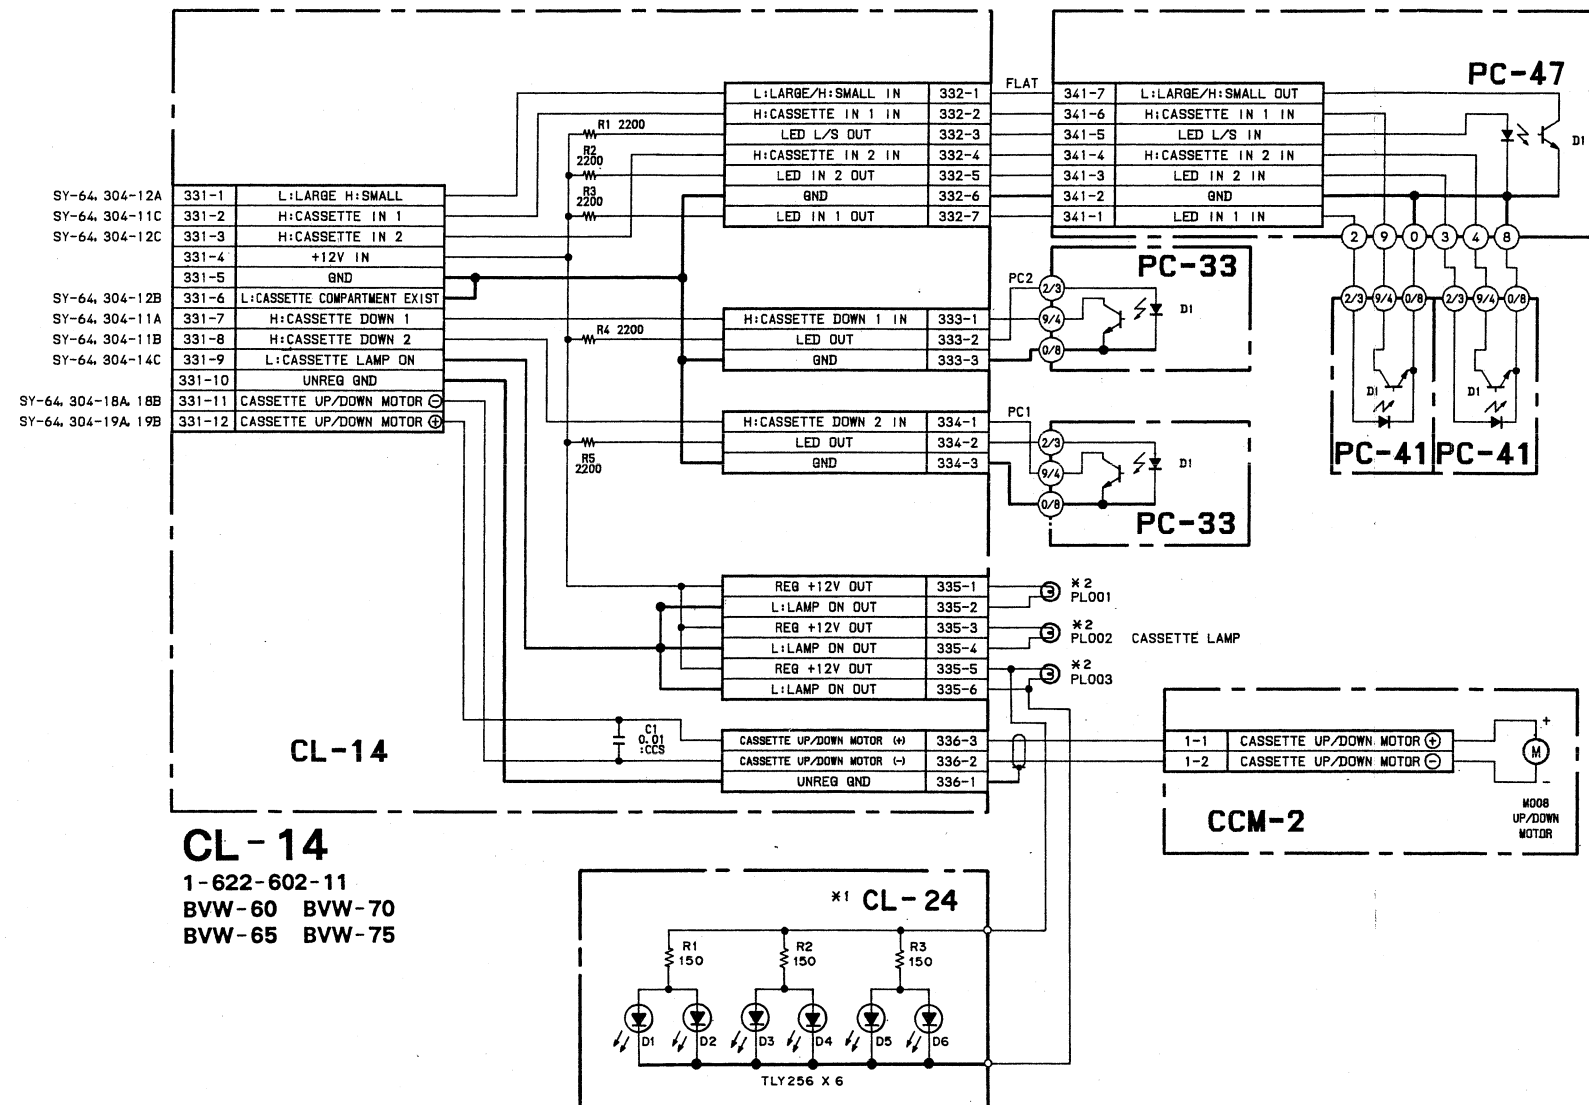 PC-47
FLAT
L:LARGE/H:SMALL IN 332-1
H:CASSETTE IN 1 IN 332-2
LED L/S OUT 332-3
H:CASSETTE IN 2 IN 332-4
LED IN 2 OUT 332-5
GND 332-6
LED IN 1 OUT 332-7
341-7 L:LARGE/H:SMALL OUT
341-6 H:CASSETTE IN 1 IN
341-5 LED L/S IN
341-4 H:CASSETTE IN 2 IN
341-3 LED IN 2 IN
341-2 GND
341-1 LED IN 1 IN
D1
R1 2200
R2
2200
R3
2200
2 9 0 3 4 8
SY-64. 304-12A 331-1 L:LARGE H:SMALL
SY-64. 304-11C 331-2 H:CASSETTE IN 1
SY-64. 304-12C 331-3 H:CASSETTE IN 2
331-4 +12V IN
331-5 GND
SY-64. 304-12B 331-6 L:CASSETTE COMPARTMENT EXIST
SY-64. 304-11A 331-7 H:CASSETTE DOWN 1
SY-64. 304-11B 331-8 H:CASSETTE DOWN 2
SY-64. 304-14C 331-9 L:CASSETTE LAMP ON
331-10 UNREG GND
SY-64. 304-18A. 18B 331-11 CASSETTE UP/DOWN MOTOR ⊖
SY-64. 304-19A. 19B 331-12 CASSETTE UP/DOWN MOTOR ⊕
PC-33
PC2
2/3
9/4
0/8
D1
H:CASSETTE DOWN 1 IN 333-1
LED OUT 333-2
GND 333-3
R4 2200
2/3 9/4 0/8 2/3 9/4 0/8
D1
D1
PC-41 PC-41
PC1
H:CASSETTE DOWN 2 IN 334-1
LED OUT 334-2
GND 334-3
R5
2200
2/3
9/4
0/8
D1
PC-33
REG +12V OUT 335-1
L:LAMP ON OUT 335-2
REG +12V OUT 335-3
L:LAMP ON OUT 335-4
REG +12V OUT 335-5
L:LAMP ON OUT 335-6
※2
PL001
※2
PL002 CASSETTE LAMP
※2
PL003
C1
0.01
:CCS
CASSETTE UP/DOWN MOTOR (+) 336-3
CASSETTE UP/DOWN MOTOR (-) 336-2
UNREG GND 336-1
CL-14
1-1 CASSETTE UP/DOWN MOTOR ⊕
1-2 CASSETTE UP/DOWN MOTOR ⊖
+
M
−
M008
UP/DOWN
MOTOR
CCM-2
CL-14
1-622-602-11
BVW-60 BVW-70
BVW-65 BVW-75
※1 CL-24
R1
150
R2
150
R3
150
D1 D2 D3 D4 D5 D6
TLY256 X 6